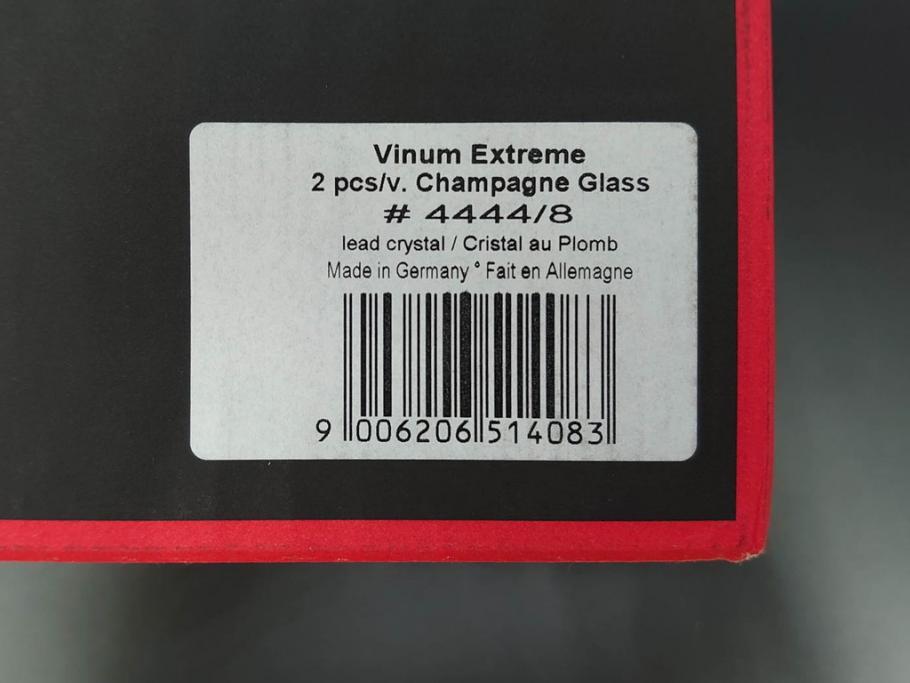 Vinum Extreme
2 pcs/v. Champagne Glass
# 4444/8
lead crystal / Cristal au Plomb
Made in Germany ° Fait en Allemagne
9 006206 514083